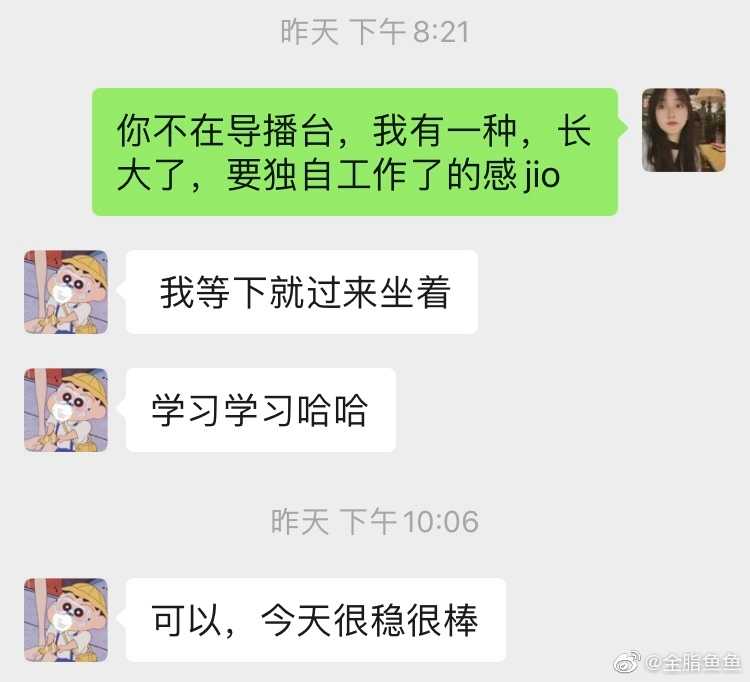 昨天 下午8:21
你不在导播台，我有一种，长
大了，要独自工作了的感jio
我等下就过来坐着
学习学习哈哈
昨天 下午10:06
可以，今天很稳很棒
@全脂鱼鱼